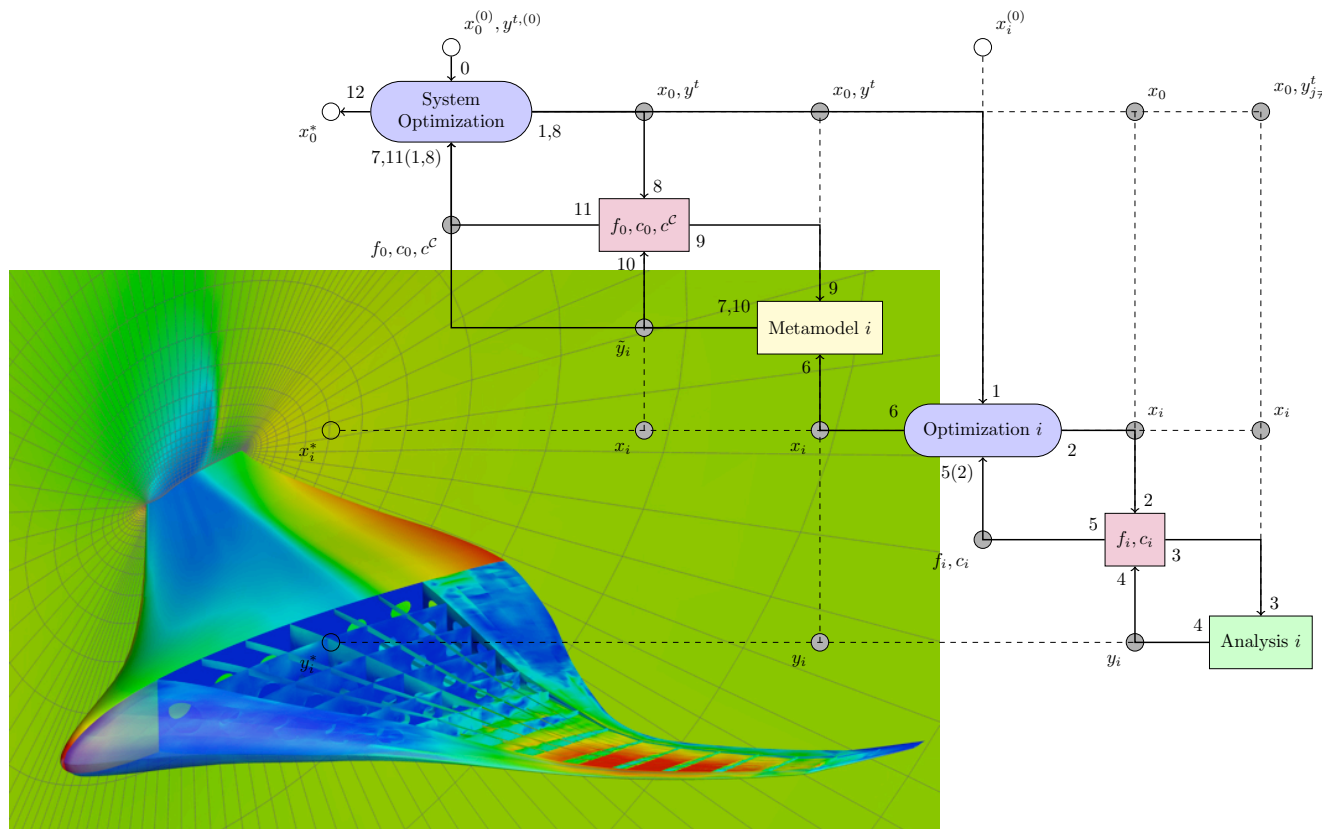 x_0^{(0)}, y^{t,(0)}
x_i^{(0)}
0
12
System
Optimization
x_0, y^t
x_0, y^t
x_0
x_0^*
1,8
7,11(1,8)
8
11
f_0, c_0, c^𝒞
9
f_0, c_0, c^𝒞
10
9
7,10
Metamodel i
ỹ_i
6
1
6
Optimization i
x_i
x_i
x_i^*
x_i
x_i
2
5(2)
2
5
f_i, c_i
3
f_i, c_i
4
3
4
Analysis i
y_i^*
y_i
y_i